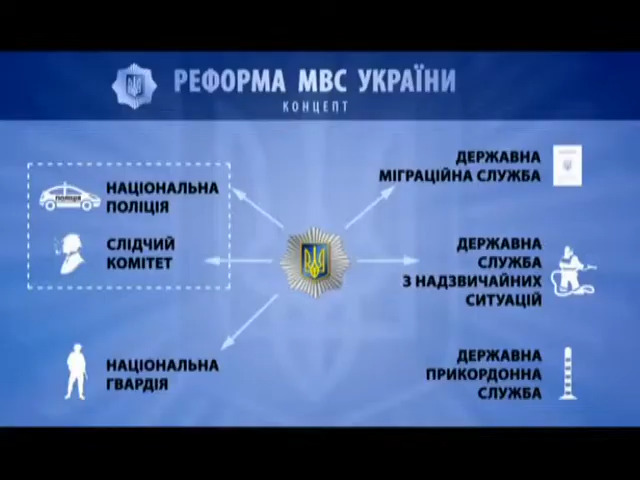 РЕФОРМА МВС УКРАЇНИ
КОНЦЕПТ
ПОЛІЦІЯ
НАЦІОНАЛЬНА
ПОЛІЦІЯ
СЛІДЧИЙ
КОМІТЕТ
НАЦІОНАЛЬНА
ГВАРДІЯ
ДЕРЖАВНА
МІГРАЦІЙНА СЛУЖБА
ДЕРЖАВНА
СЛУЖБА
З НАДЗВИЧАЙНИХ
СИТУАЦІЙ
ДЕРЖАВНА
ПРИКОРДОННА
СЛУЖБА